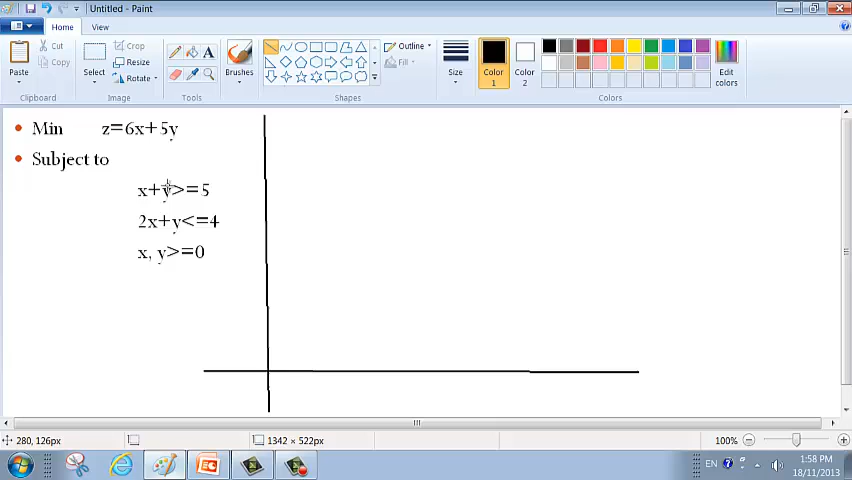 Untitled - Paint
Home View
Paste
Cut
Copy
Clipboard
Select
Crop
Resize
Rotate
Image
A
Tools
Brushes
Outline
Fill
Shapes
Size
Color 1
Color 2
Colors
Edit colors
Min z=6x+5y
Subject to
x+y>=5
2x+y<=4
x, y>=0
280, 126px
1342 × 522px
100%
EN
1:58 PM
18/11/2013